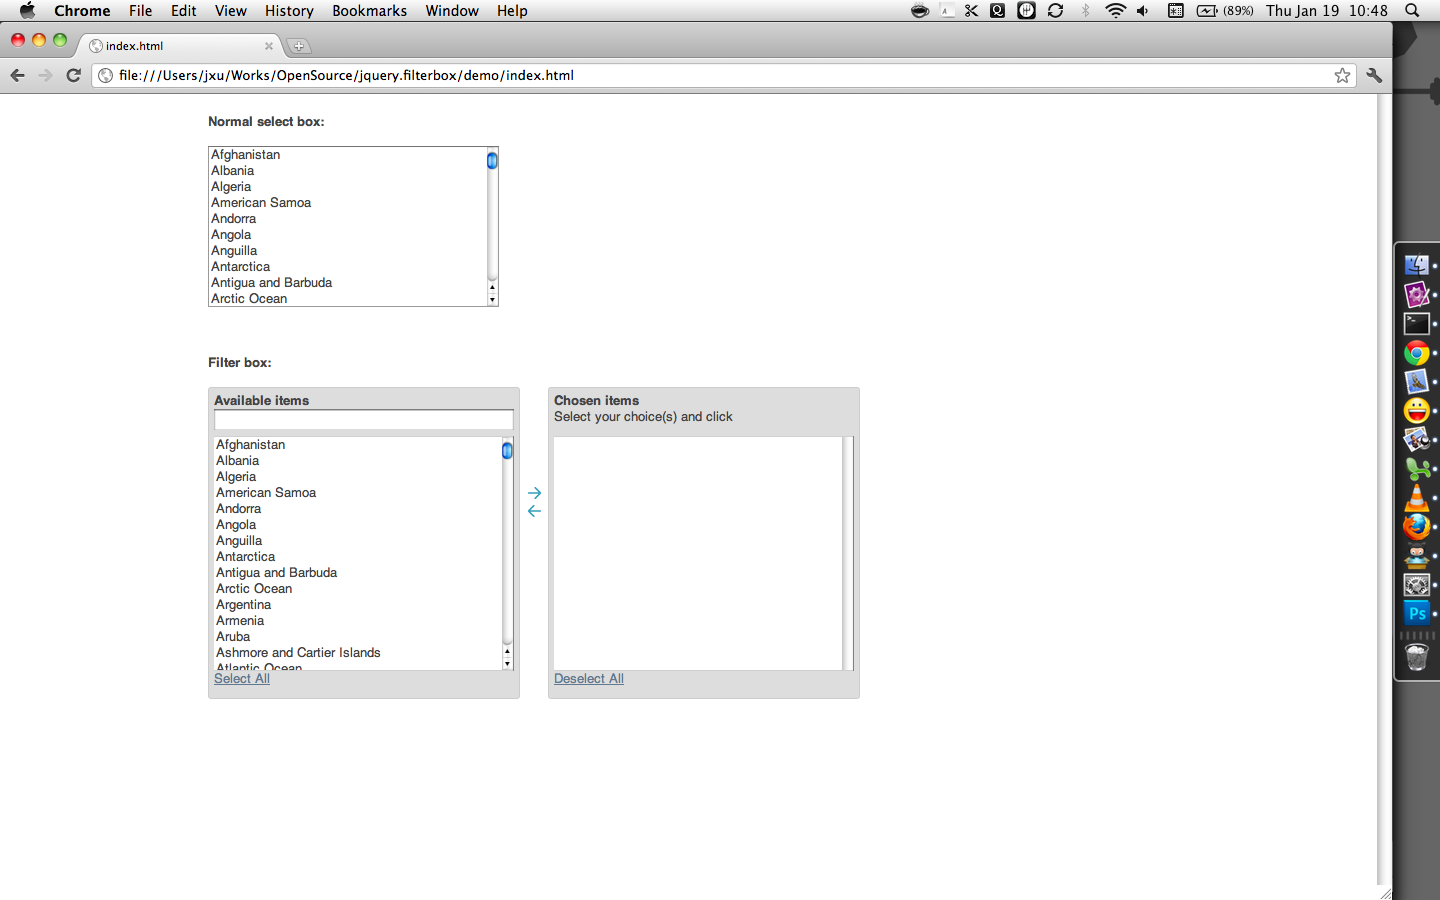 Chrome File Edit View History Bookmarks Window Help (89%) Thu Jan 19 10:48
index.html
file:///Users/jxu/Works/OpenSource/jquery.filterbox/demo/index.html
Normal select box:
Afghanistan
Albania
Algeria
American Samoa
Andorra
Angola
Anguilla
Antarctica
Antigua and Barbuda
Arctic Ocean
Filter box:
Available items
Afghanistan
Albania
Algeria
American Samoa
Andorra
Angola
Anguilla
Antarctica
Antigua and Barbuda
Arctic Ocean
Argentina
Armenia
Aruba
Ashmore and Cartier Islands
Atlantic Ocean
Select All
Chosen items
Select your choice(s) and click
Deselect All
Ps